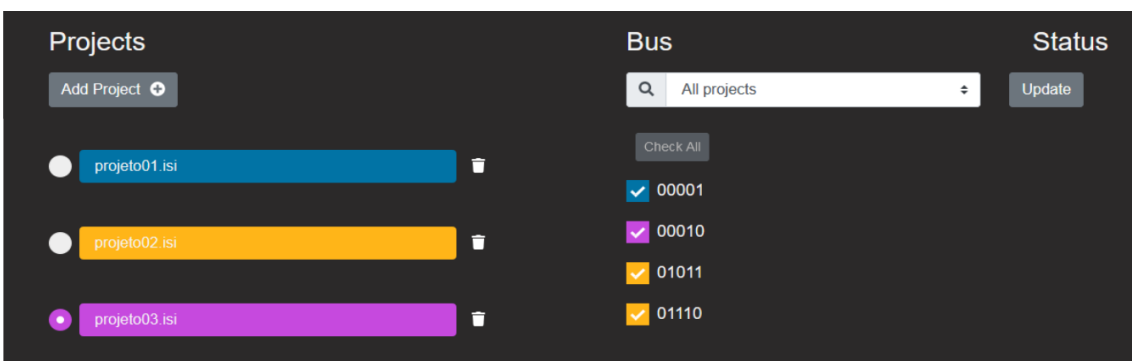 Projects
Add Project
projeto01.isi
projeto02.isi
projeto03.isi
Bus
All projects
Check All
00001
00010
01011
01110
Status
Update